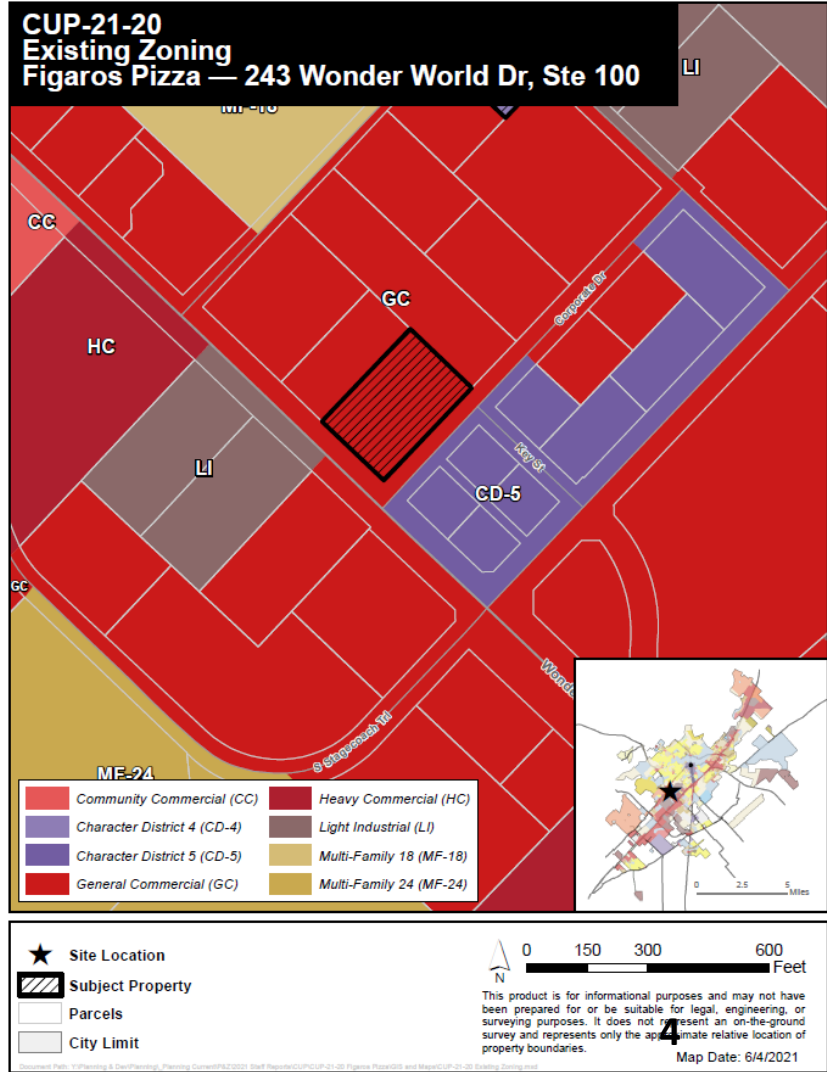 CUP-21-20
Existing Zoning
Figaros Pizza — 243 Wonder World Dr, Ste 100
LI
MF-18
CC
GC
Corporate Dr
HC
LI
Key St
CD-5
GC
Wonde
S Stagecoach Trl
MF-24
Community Commercial (CC)
Heavy Commercial (HC)
Character District 4 (CD-4)
Light Industrial (LI)
Character District 5 (CD-5)
Multi-Family 18 (MF-18)
General Commercial (GC)
Multi-Family 24 (MF-24)
0 2.5 5
Miles
Site Location
Subject Property
Parcels
City Limit
N
0 150 300 600
Feet
This product is for informational purposes and may not have
been prepared for or be suitable for legal, engineering, or
surveying purposes. It does not represent an on-the-ground
survey and represents only the approximate relative location of
property boundaries.
4
Map Date: 6/4/2021